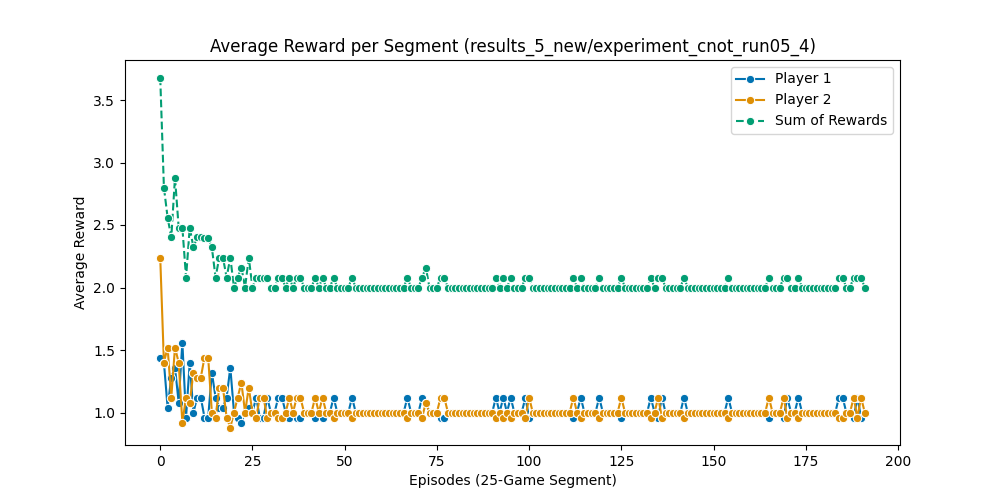 Average Reward per Segment (results_5_new/experiment_cnot_run05_4)
Player 1
Player 2
Sum of Rewards
Average Reward
3.5
3.0
2.5
2.0
1.5
1.0
0
25
50
75
100
125
150
175
200
Episodes (25-Game Segment)